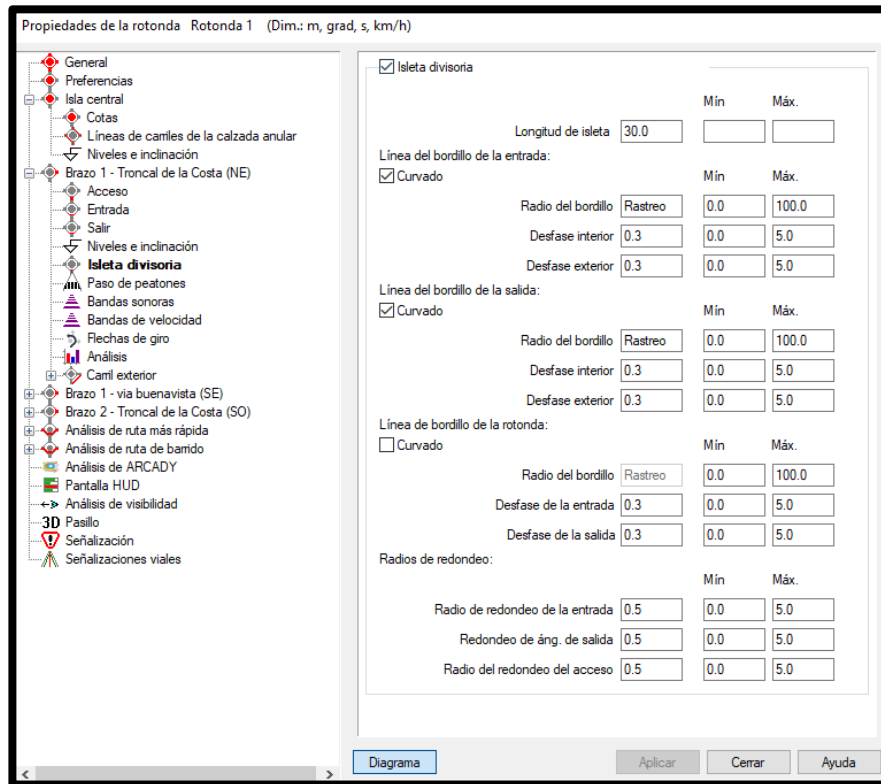 Propiedades de la rotonda Rotonda 1 (Dim.: m, grad, s, km/h)
General
Preferencias
Isla central
Cotas
Líneas de carriles de la calzada anular
Niveles e inclinación
Brazo 1 - Troncal de la Costa (NE)
Acceso
Entrada
Salir
Niveles e inclinación
Isleta divisoria
Paso de peatones
Bandas sonoras
Bandas de velocidad
Flechas de giro
Análisis
Carril exterior
Brazo 1 - via buenavista (SE)
Brazo 2 - Troncal de la Costa (SO)
Análisis de ruta más rápida
Análisis de ruta de barrido
Análisis de ARCADY
Pantalla HUD
Análisis de visibilidad
3D Pasillo
Señalización
Señalizaciones viales
Isleta divisoria
Mín Máx.
Longitud de isleta 30.0
Línea del bordillo de la entrada:
Curvado Mín Máx.
Radio del bordillo Rastreo 0.0 100.0
Desfase interior 0.3 0.0 5.0
Desfase exterior 0.3 0.0 5.0
Línea del bordillo de la salida:
Curvado Mín Máx.
Radio del bordillo Rastreo 0.0 100.0
Desfase interior 0.3 0.0 5.0
Desfase exterior 0.3 0.0 5.0
Línea de bordillo de la rotonda:
Curvado Mín Máx.
Radio del bordillo Rastreo 0.0 100.0
Desfase de la entrada 0.3 0.0 5.0
Desfase de la salida 0.3 0.0 5.0
Radios de redondeo:
Mín Máx.
Radio de redondeo de la entrada 0.5 0.0 5.0
Redondeo de áng. de salida 0.5 0.0 5.0
Radio del redondeo del acceso 0.5 0.0 5.0
Diagrama Aplicar Cerrar Ayuda